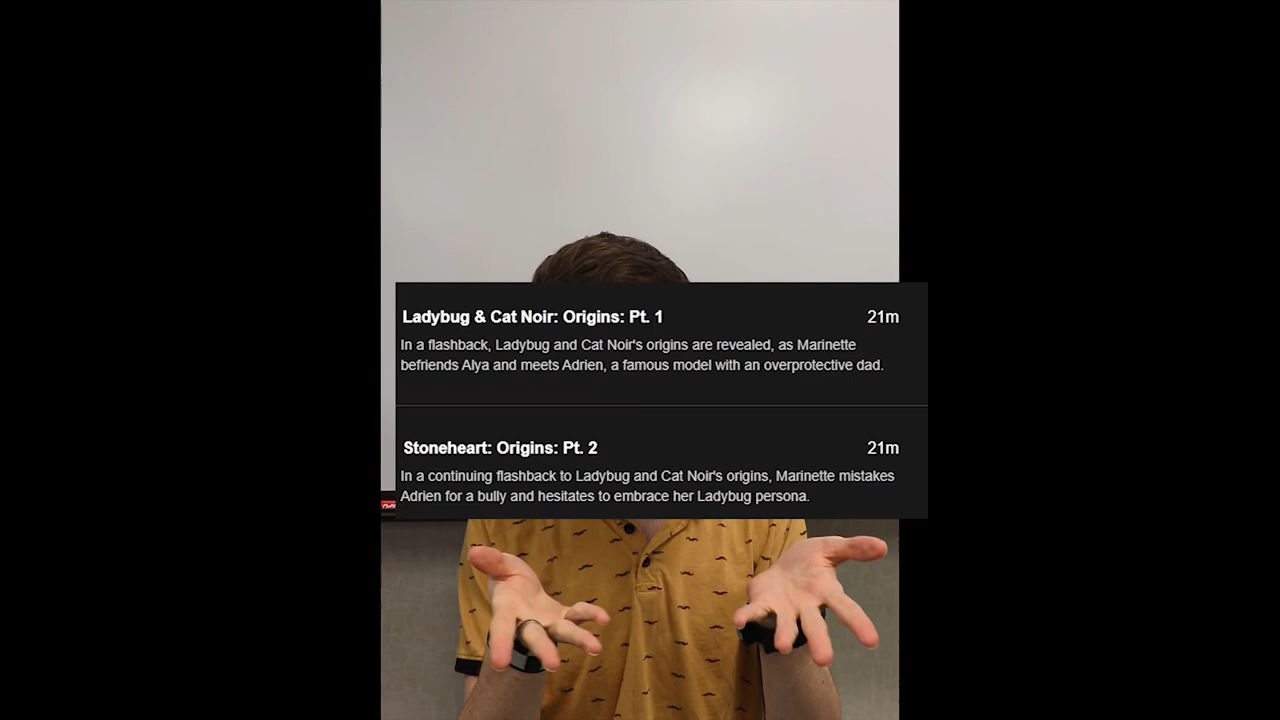 Ladybug & Cat Noir: Origins: Pt. 1 21m
In a flashback, Ladybug and Cat Noir's origins are revealed, as Marinette
befriends Alya and meets Adrien, a famous model with an overprotective dad.
Stoneheart: Origins: Pt. 2 21m
In a continuing flashback to Ladybug and Cat Noir's origins, Marinette mistakes
Adrien for a bully and hesitates to embrace her Ladybug persona.